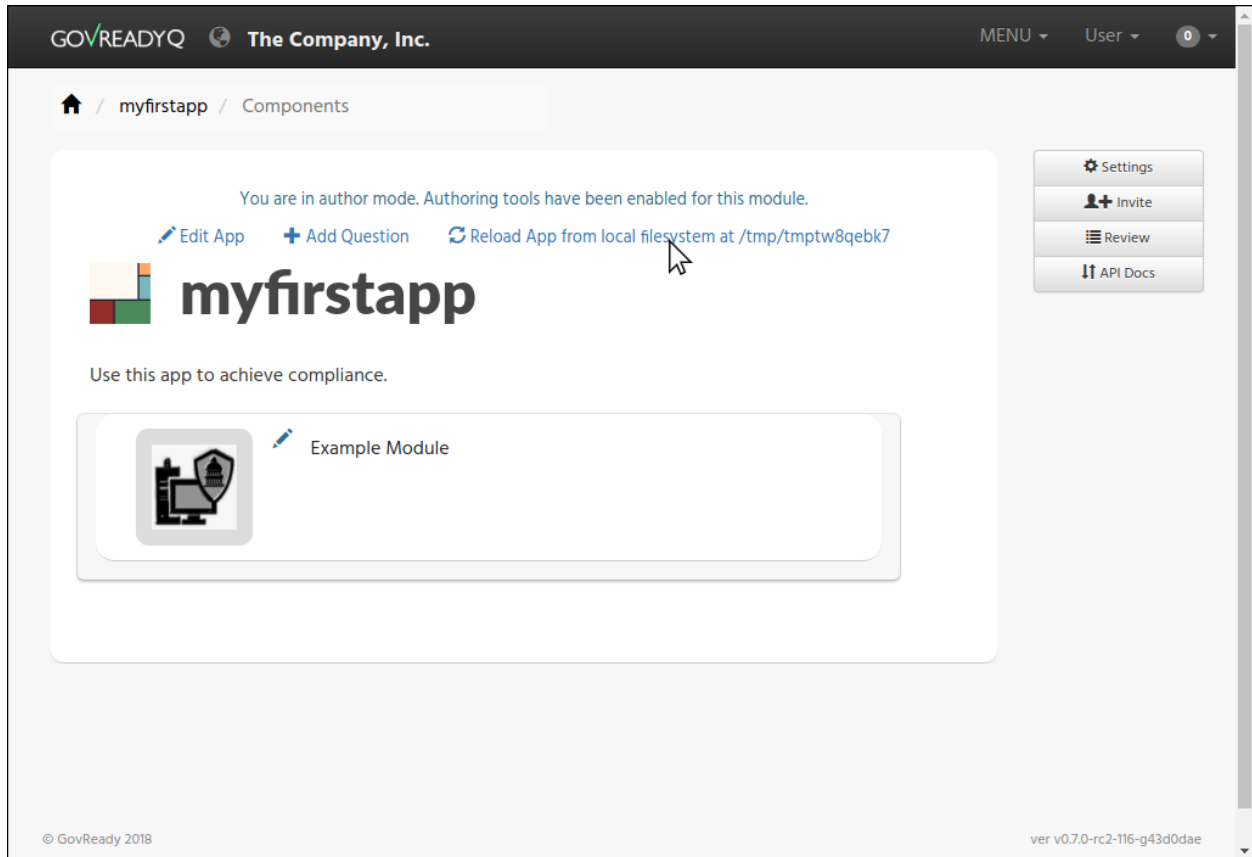 GOVREADYQ The Company, Inc. MENU User 0
/ myfirstapp / Components
You are in author mode. Authoring tools have been enabled for this module.
Edit App Add Question Reload App from local filesystem at /tmp/tmptw8qebk7
myfirstapp
Use this app to achieve compliance.
Example Module
Settings
Invite
Review
API Docs
© GovReady 2018 ver v0.7.0-rc2-116-g43d0dae